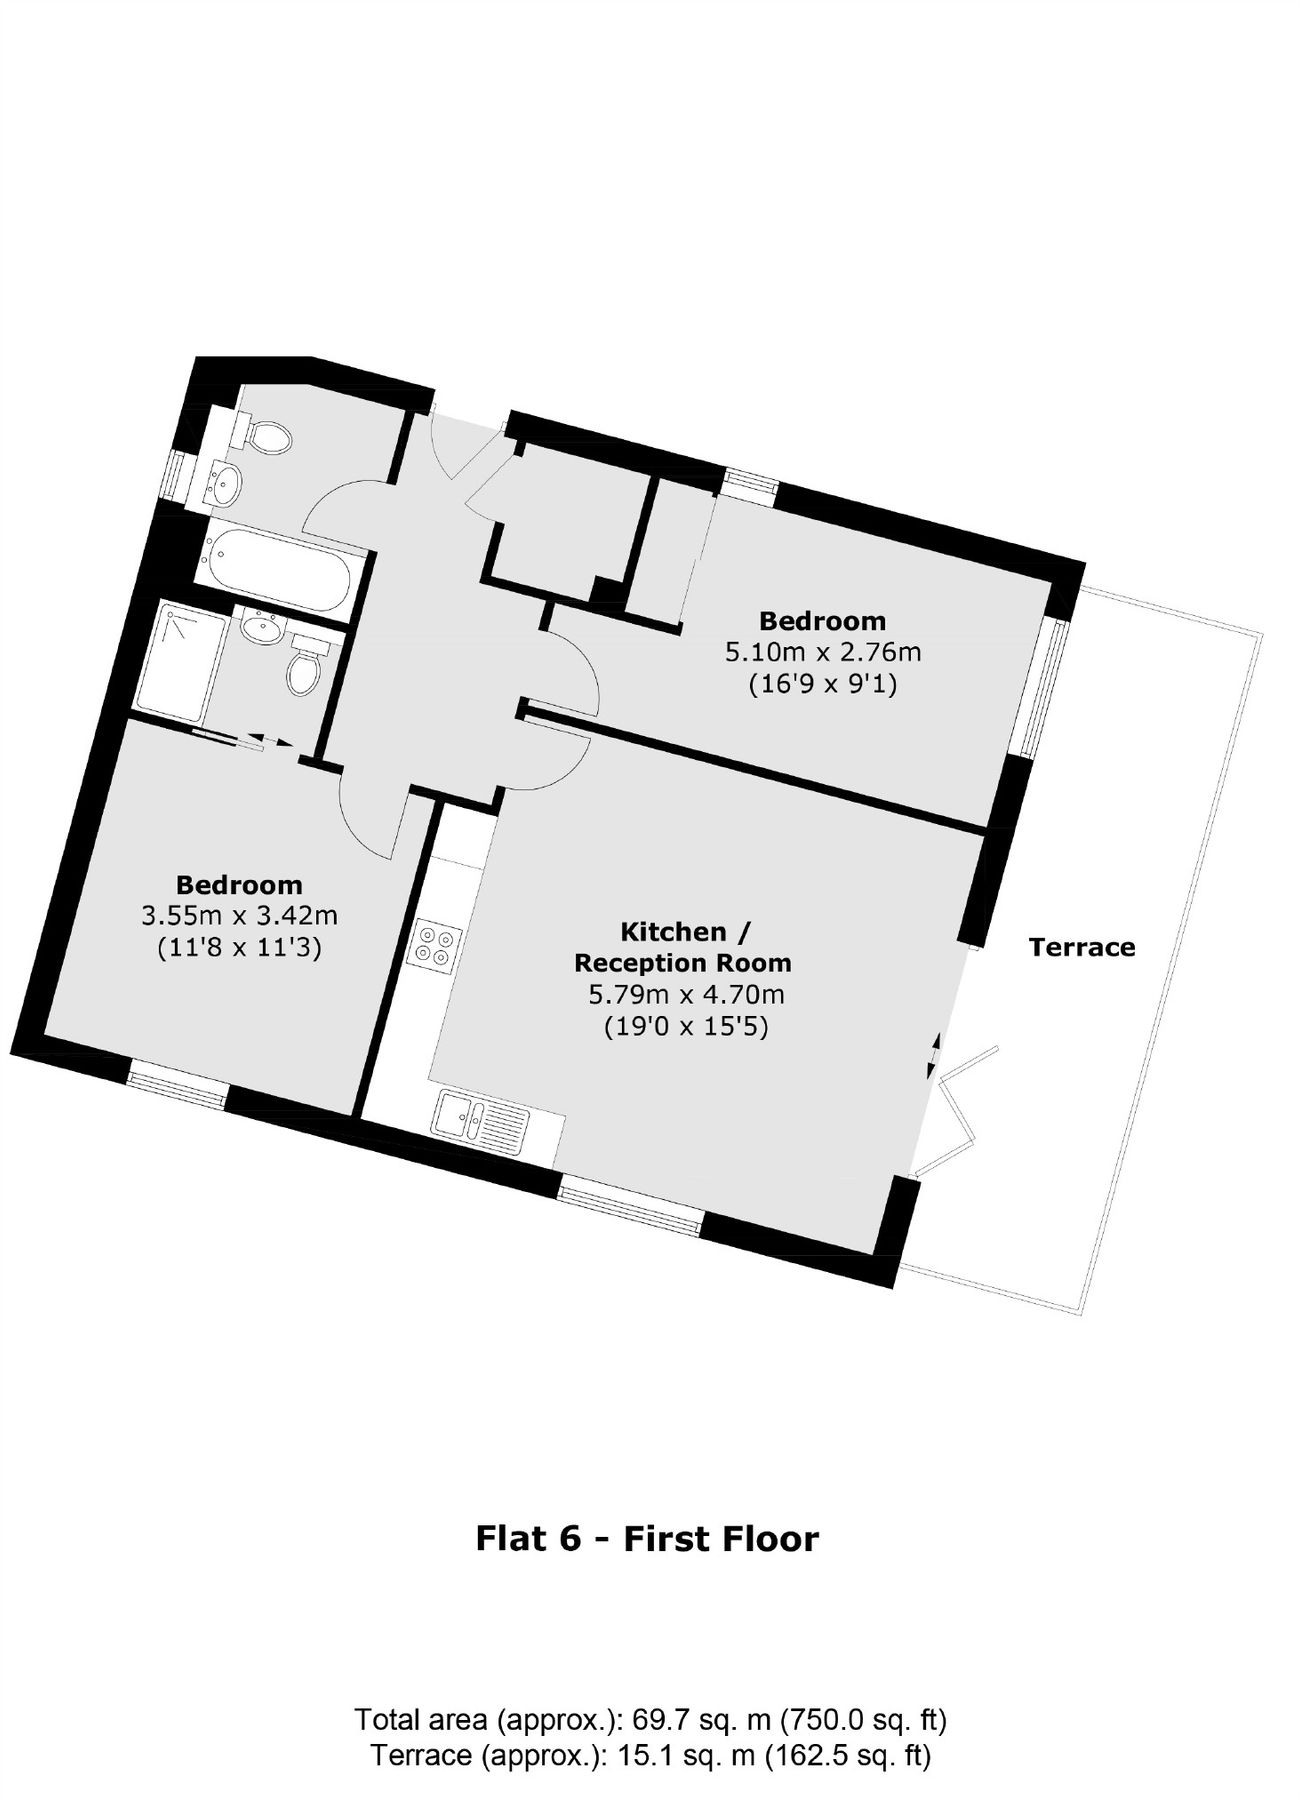 Bedroom
5.10m x 2.76m
(16'9 x 9'1)
Bedroom
3.55m x 3.42m
(11'8 x 11'3)
Kitchen /
Reception Room
5.79m x 4.70m
(19'0 x 15'5)
Terrace
Flat 6 - First Floor
Total area (approx.): 69.7 sq. m (750.0 sq. ft)
Terrace (approx.): 15.1 sq. m (162.5 sq. ft)